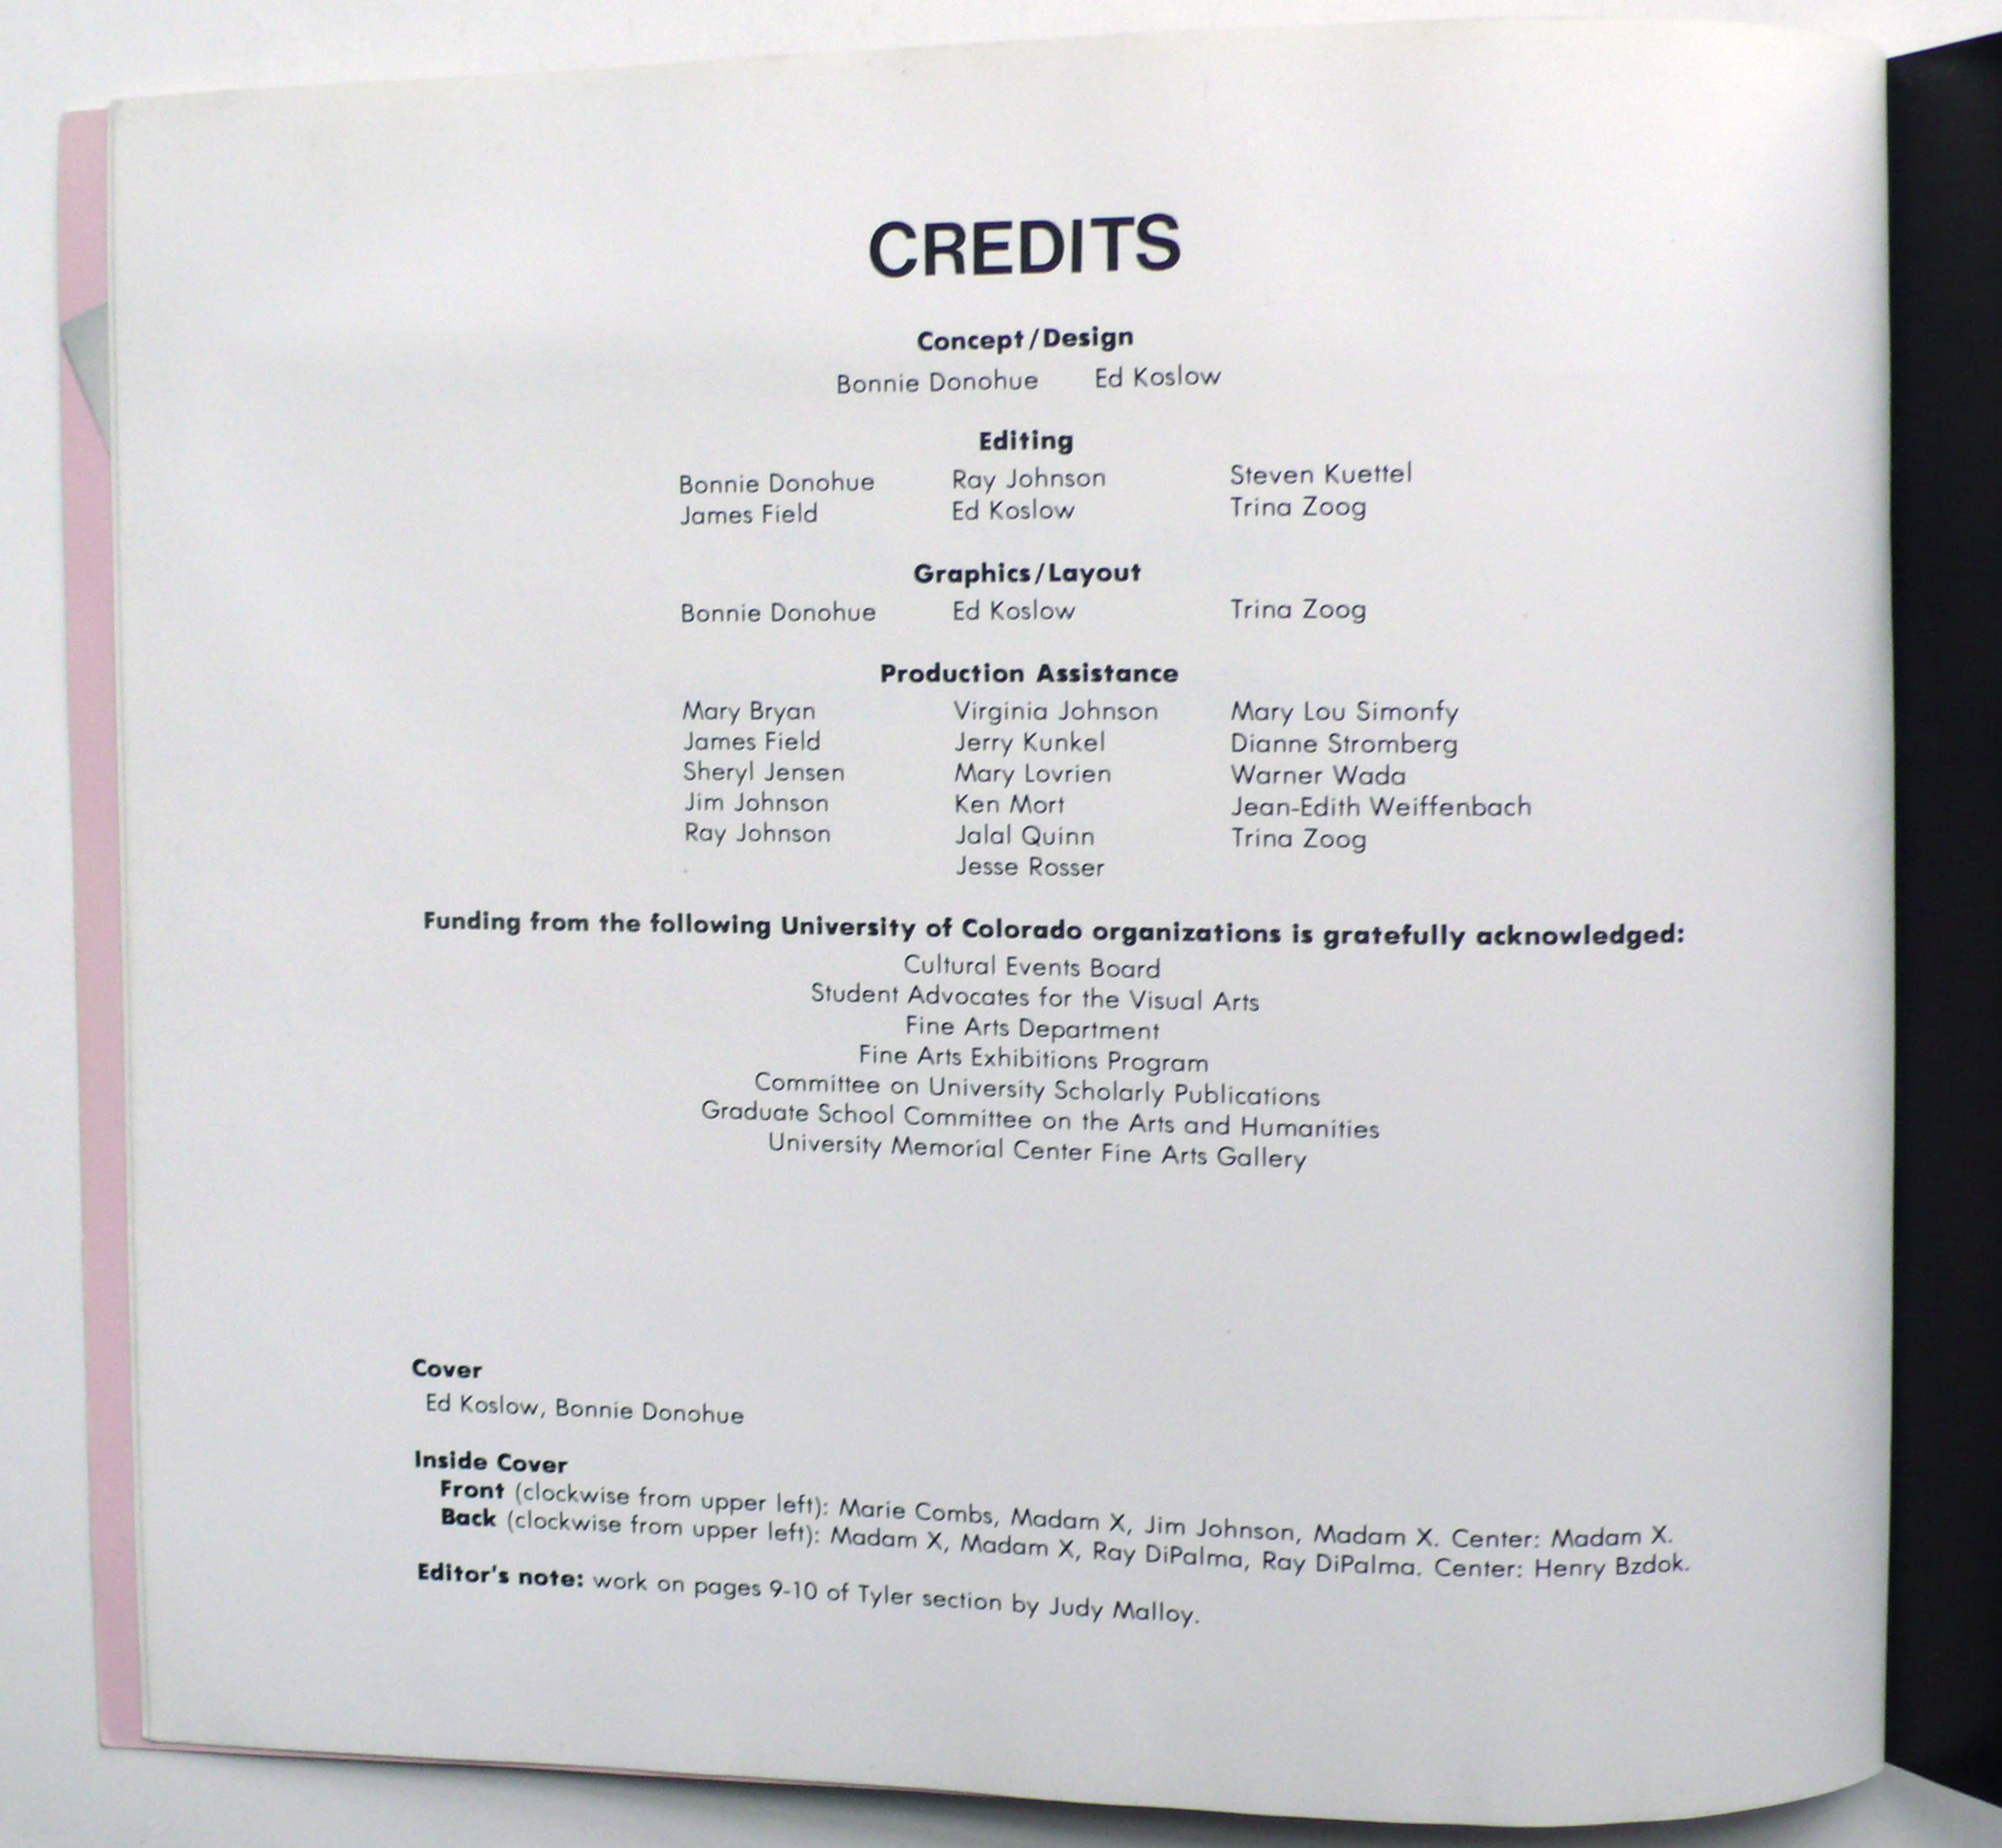 CREDITS
Concept/Design
Bonnie Donohue Ed Koslow
Editing
Bonnie Donohue Ray Johnson Steven Kuettel
James Field Ed Koslow Trina Zoog
Graphics/Layout
Bonnie Donohue Ed Koslow Trina Zoog
Production Assistance
Mary Bryan Virginia Johnson Mary Lou Simonfy
James Field Jerry Kunkel Dianne Stromberg
Sheryl Jensen Mary Lovrien Warner Wada
Jim Johnson Ken Mort Jean-Edith Weiffenbach
Ray Johnson Jalal Quinn Trina Zoog
Jesse Rosser
Funding from the following University of Colorado organizations is gratefully acknowledged:
Cultural Events Board
Student Advocates for the Visual Arts
Fine Arts Department
Fine Arts Exhibitions Program
Committee on University Scholarly Publications
Graduate School Committee on the Arts and Humanities
University Memorial Center Fine Arts Gallery
Cover
Ed Koslow, Bonnie Donohue
Inside Cover
Front (clockwise from upper left): Marie Combs, Madam X, Jim Johnson, Madam X. Center: Madam X.
Back (clockwise from upper left): Madam X, Madam X, Ray DiPalma, Ray DiPalma. Center: Henry Bzdok.
Editor's note: work on pages 9-10 of Tyler section by Judy Malloy.